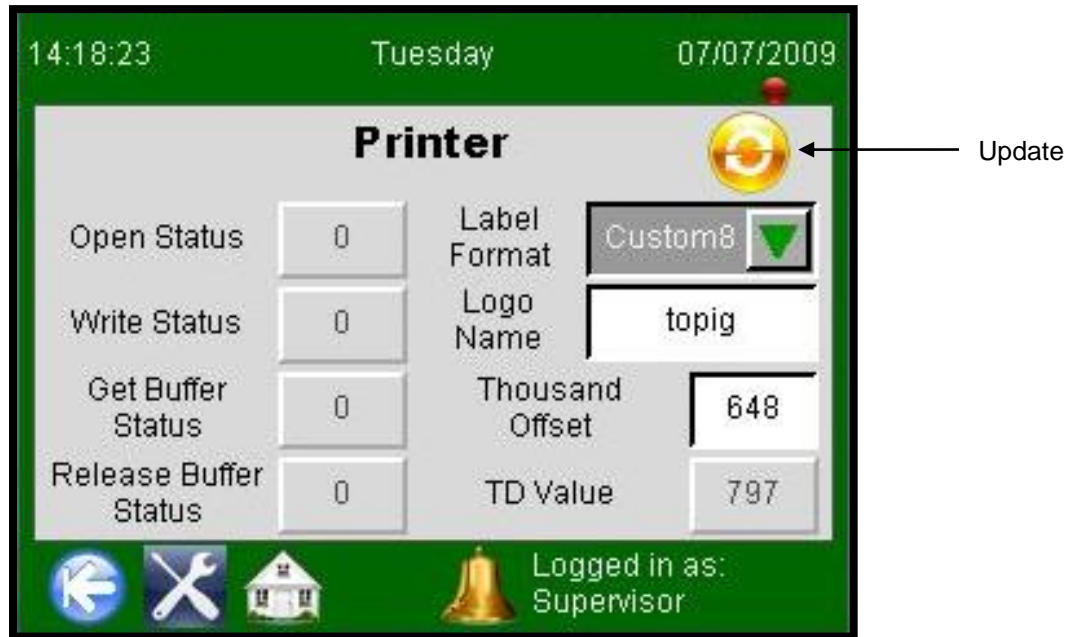 14:18:23 Tuesday 07/07/2009
Printer
Update
Open Status 0
Label
Format
Custom8
Write Status 0
Logo
Name
topig
Get Buffer
Status
0
Thousand
Offset
648
Release Buffer
Status
0
TD Value 797
Logged in as:
Supervisor